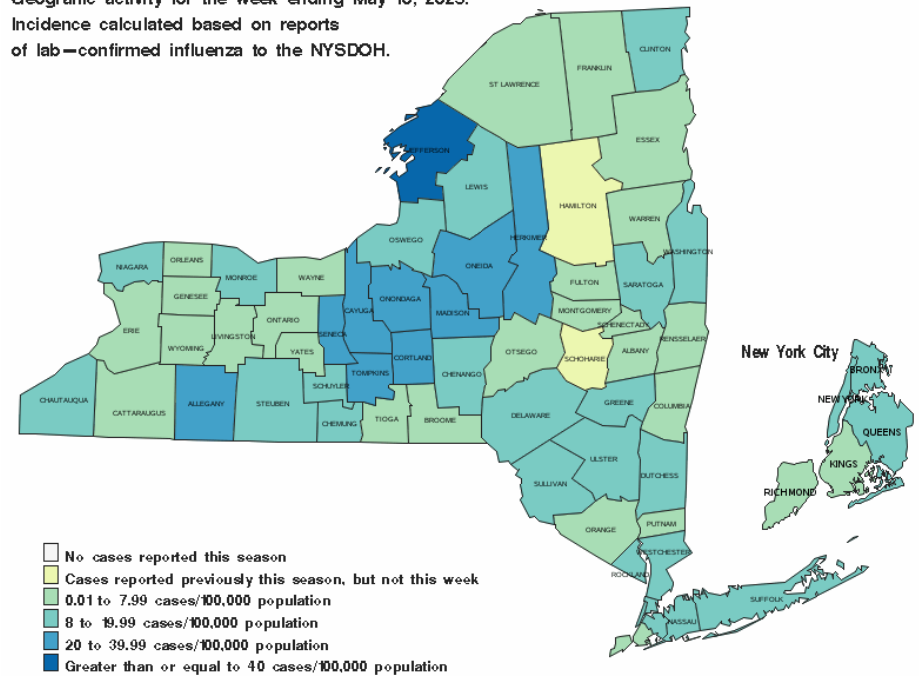 Incidence calculated based on reports
of lab-confirmed influenza to the NYSDOH.
CLINTON
FRANKLIN
ST LAWRENCE
ESSEX
JEFFERSON
LEWIS
HAMILTON
WARREN
HERKIMER
OSWEGO
WASHINGTON
ORLEANS
NIAGARA
MONROE
WAYNE
ONEIDA
FULTON
SARATOGA
GENESEE
ONONDAGA
CAYUGA
MADISON
MONTGOMERY
ONTARIO
SCHENECTADY
ERIE
LIVINGSTON
SENECA
RENSSELAER
WYOMING
YATES
OTSEGO
ALBANY
SCHOHARIE
CORTLAND
TOMPKINS
CHENANGO
SCHUYLER
CHAUTAUQUA
ALLEGANY
STEUBEN
GREENE
COLUMBIA
CATTARAUGUS
DELAWARE
TIOGA
BROOME
CHEMUNG
ULSTER
DUTCHESS
SULLIVAN
PUTNAM
ORANGE
WESTCHESTER
ROCKLAND
SUFFOLK
NASSAU
New York City
BRONX
NEW YORK
QUEENS
KINGS
RICHMOND
No cases reported this season
Cases reported previously this season, but not this week
0.01 to 7.99 cases/100,000 population
8 to 19.99 cases/100,000 population
20 to 39.99 cases/100,000 population
Greater than or equal to 40 cases/100,000 population